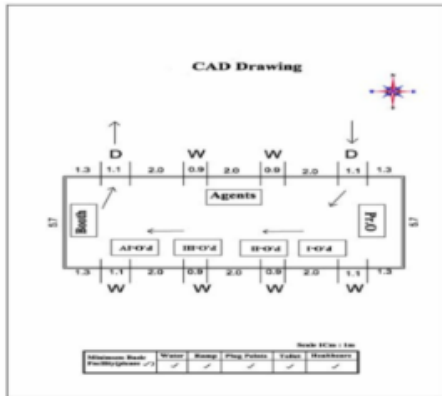 CAD Drawing
D W W D
1.3 1.1 2.0 0.9 2.0 0.9 2.0 1.1 1.3
Agents
5.7 Booth Pr.O 5.7
P.O-IV P.O-III P.O-II P.O-I
1.3 1.1 2.0 0.9 2.0 0.9 2.0 1.1 1.3
W W W W
Scale 1Cm : 1m
Minimum Basic Facility(please ✓) Water Ramp Plug Points Toilet Healthcare
✓ ✓ ✓ ✓ ✓